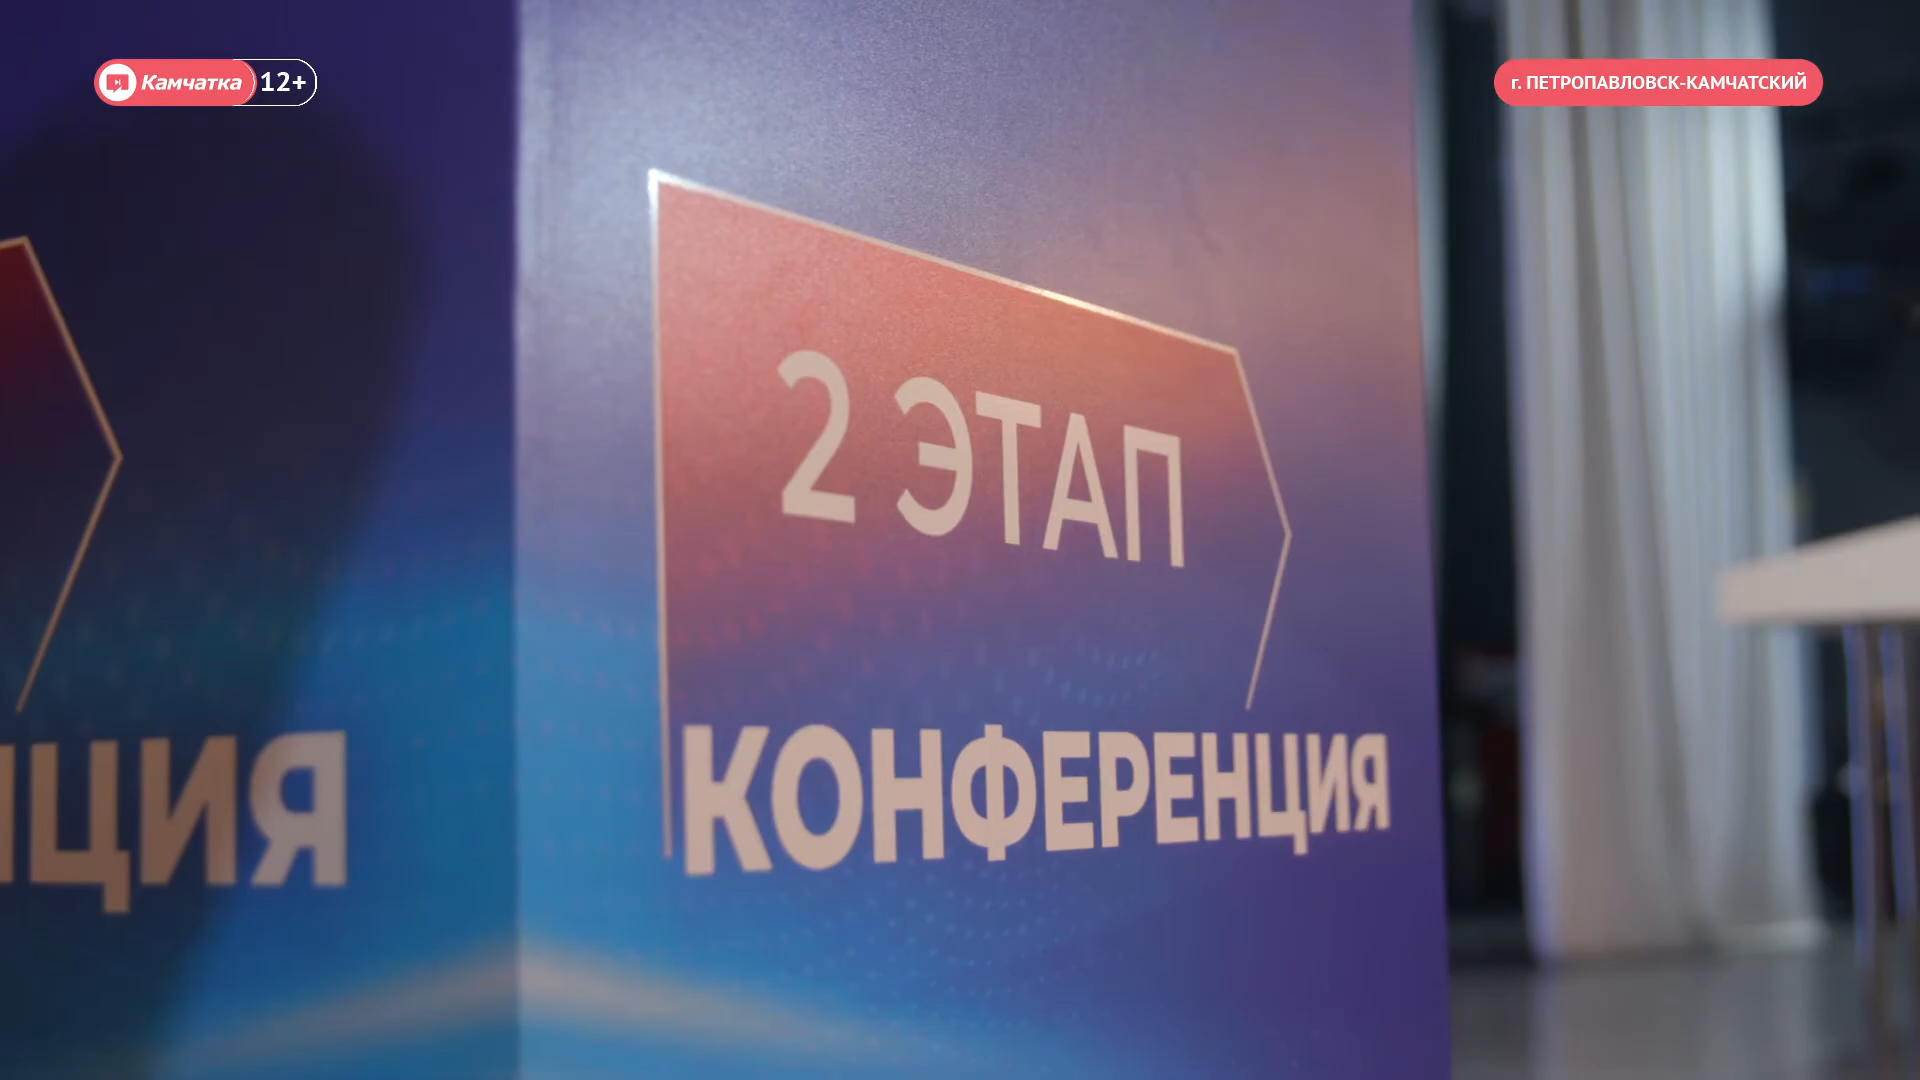 Камчатка 12+
г. ПЕТРОПАВЛОВСК-КАМЧАТСКИЙ
2 ЭТАП
КОНФЕРЕНЦИЯ
ЦИЯ